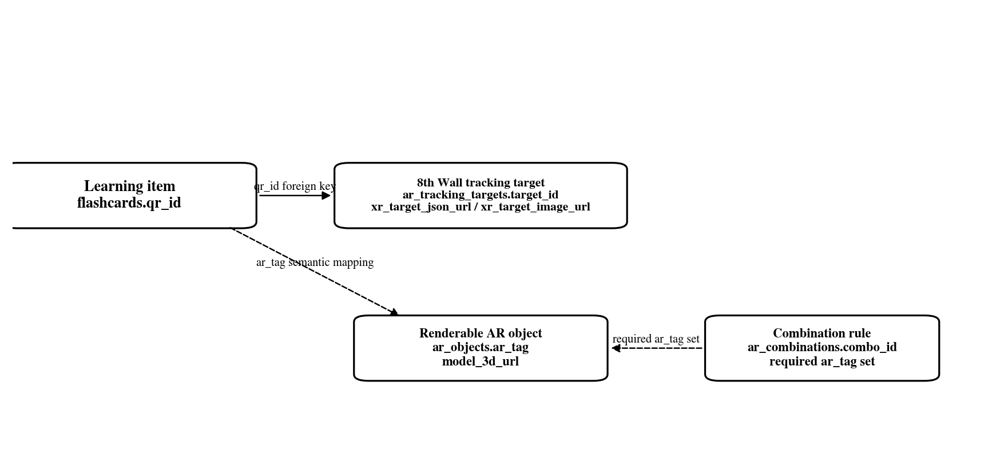 Learning item
flashcards.qr_id
qr_id foreign key
8th Wall tracking target
ar_tracking_targets.target_id
xr_target_json_url / xr_target_image_url
ar_tag semantic mapping
Renderable AR object
ar_objects.ar_tag
model_3d_url
required ar_tag set
Combination rule
ar_combinations.combo_id
required ar_tag set